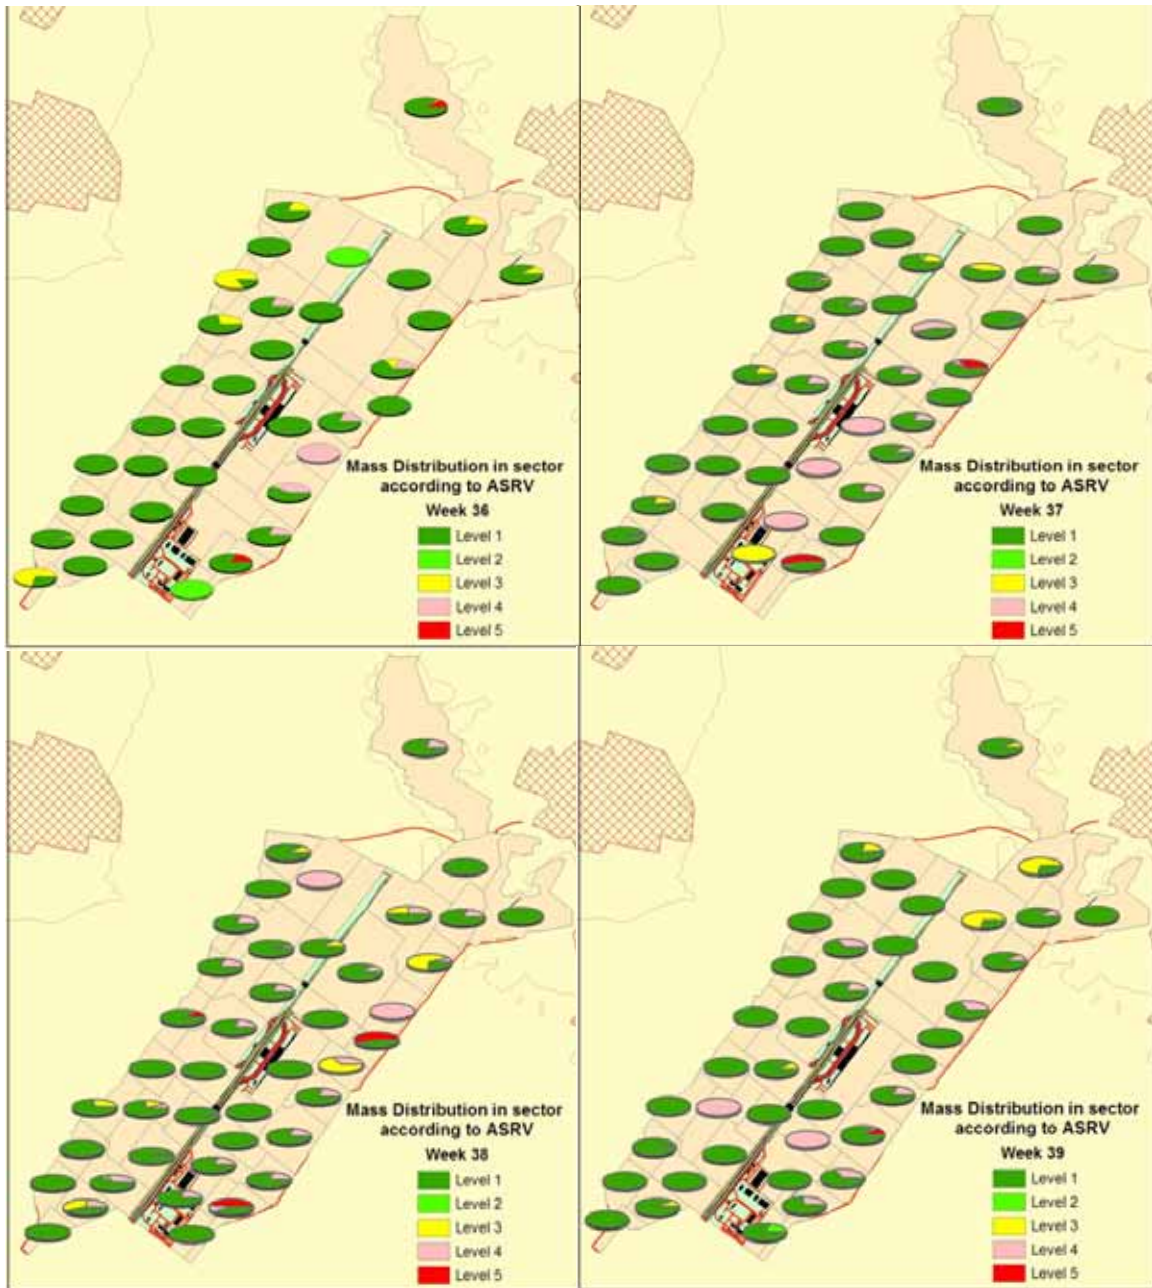 Mass Distribution in sector
according to ASRV
Week 36
Level 1
Level 2
Level 3
Level 4
Level 5
Mass Distribution in sector
according to ASRV
Week 37
Level 1
Level 2
Level 3
Level 4
Level 5
Mass Distribution in sector
according to ASRV
Week 38
Level 1
Level 2
Level 3
Level 4
Level 5
Mass Distribution in sector
according to ASRV
Week 39
Level 1
Level 2
Level 3
Level 4
Level 5